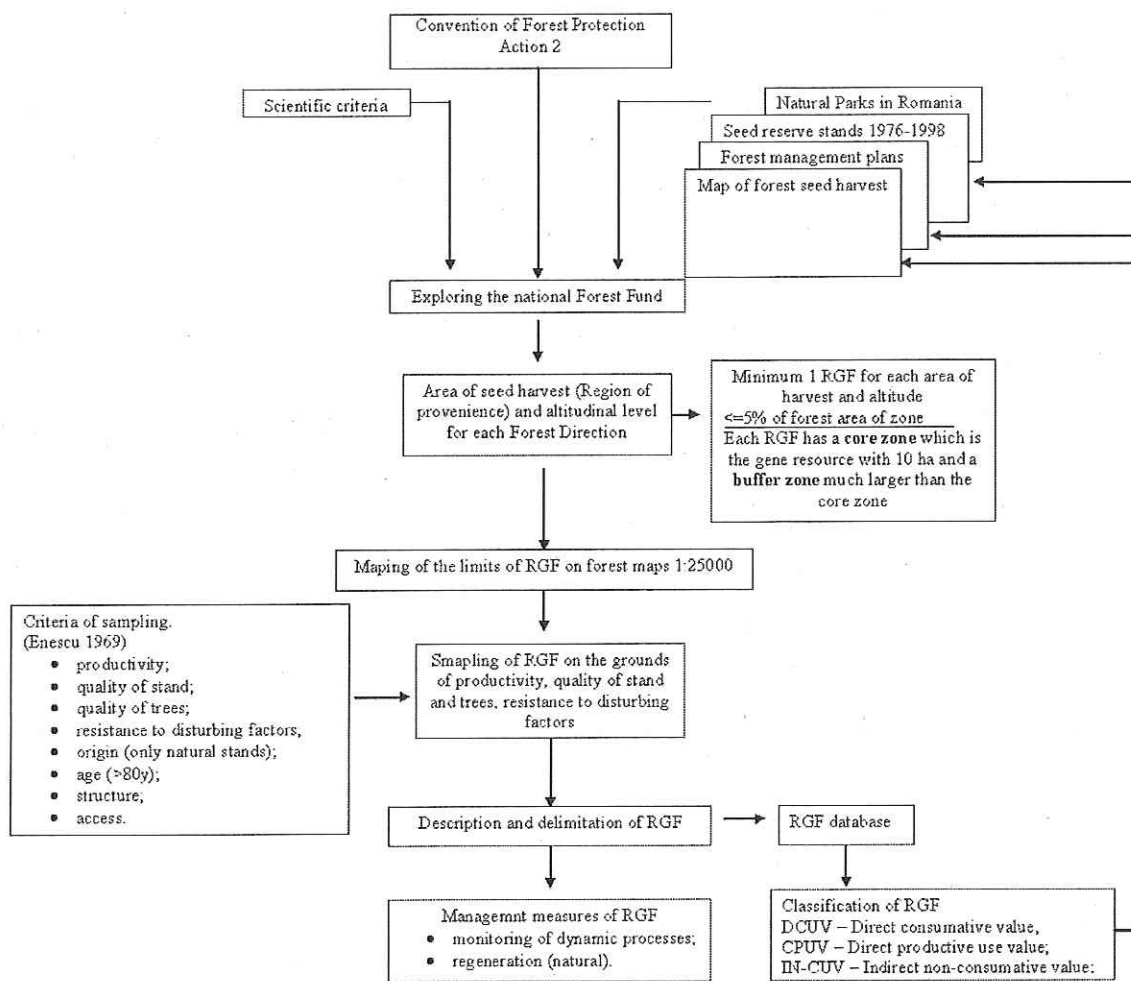 Convention of Forest Protection
Action 2
Scientific criteria
Natural Parks in Romania
Seed reserve stands 1976-1998
Forest management plans
Map of forest seed harvest
Exploring the national Forest Fund
Area of seed harvest (Region of
provenience) and altitudinal level
for each Forest Direction
Minimum 1 RGF for each area of
harvest and altitude
<=5% of forest area of zone
Each RGF has a core zone which is
the gene resource with 10 ha and a
buffer zone much larger than the
core zone
Maping of the limits of RGF on forest maps 1:25000
Criteria of sampling.
(Enescu 1969)
• productivity;
• quality of stand;
• quality of trees;
• resistance to disturbing factors,
• origin (only natural stands);
• age (>80y);
• structure;
• access.
Smapling of RGF on the grounds
of productivity, quality of stand
and trees, resistance to disturbing
factors
Description and delimitation of RGF
RGF database
Managemnt measures of RGF
• monitoring of dynamic processes;
• regeneration (natural).
Classification of RGF
DCUV – Direct consumative value,
CPUV – Direct productive use value;
IN-CUV – Indirect non-consumative value;